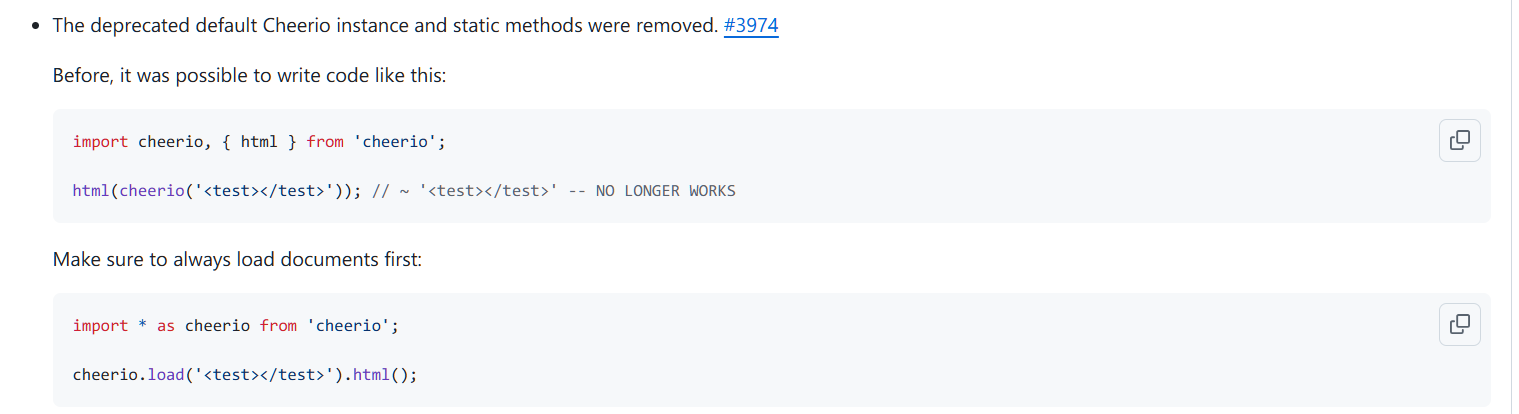 The deprecated default Cheerio instance and static methods were removed. #3974
Before, it was possible to write code like this:
import cheerio, { html } from 'cheerio';
html(cheerio('<test></test>')); // ~ '<test></test>' -- NO LONGER WORKS
Make sure to always load documents first:
import * as cheerio from 'cheerio';
cheerio.load('<test></test>').html();